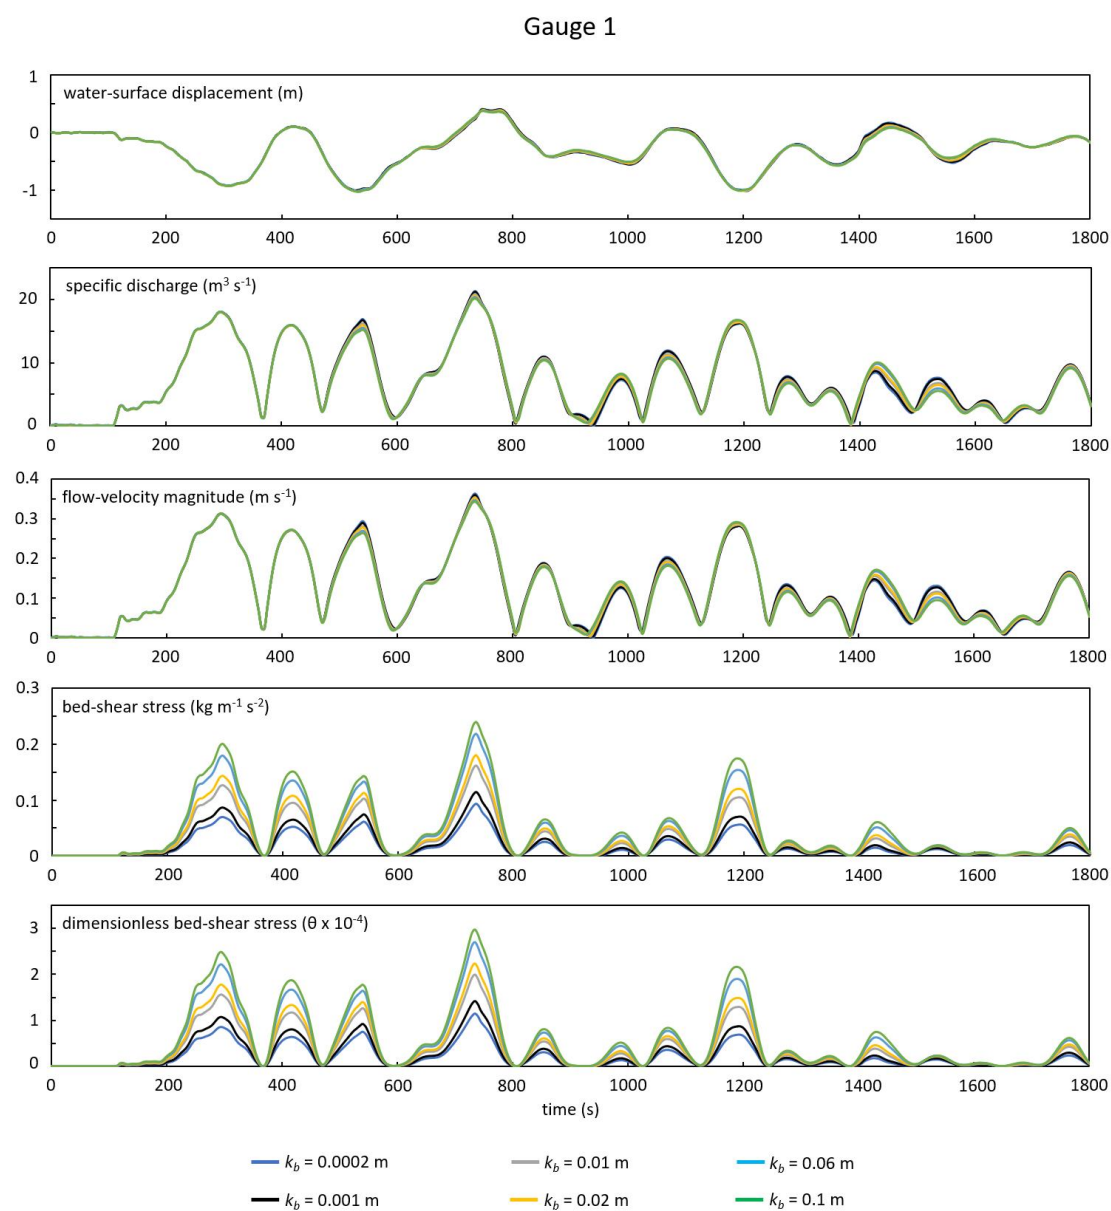 Gauge 1
1
water-surface displacement (m)
0
-1
0 200 400 600 800 1000 1200 1400 1600 1800
specific discharge (m³ s⁻¹)
20
10
0
0 200 400 600 800 1000 1200 1400 1600 1800
0.4
flow-velocity magnitude (m s⁻¹)
0.3
0.2
0.1
0
0 200 400 600 800 1000 1200 1400 1600 1800
0.3
bed-shear stress (kg m⁻¹ s⁻²)
0.2
0.1
0
0 200 400 600 800 1000 1200 1400 1600 1800
dimensionless bed-shear stress (θ x 10⁻⁴)
3
2
1
0
0 200 400 600 800 1000 1200 1400 1600 1800
time (s)
k_b = 0.0002 m k_b = 0.01 m k_b = 0.06 m
k_b = 0.001 m k_b = 0.02 m k_b = 0.1 m